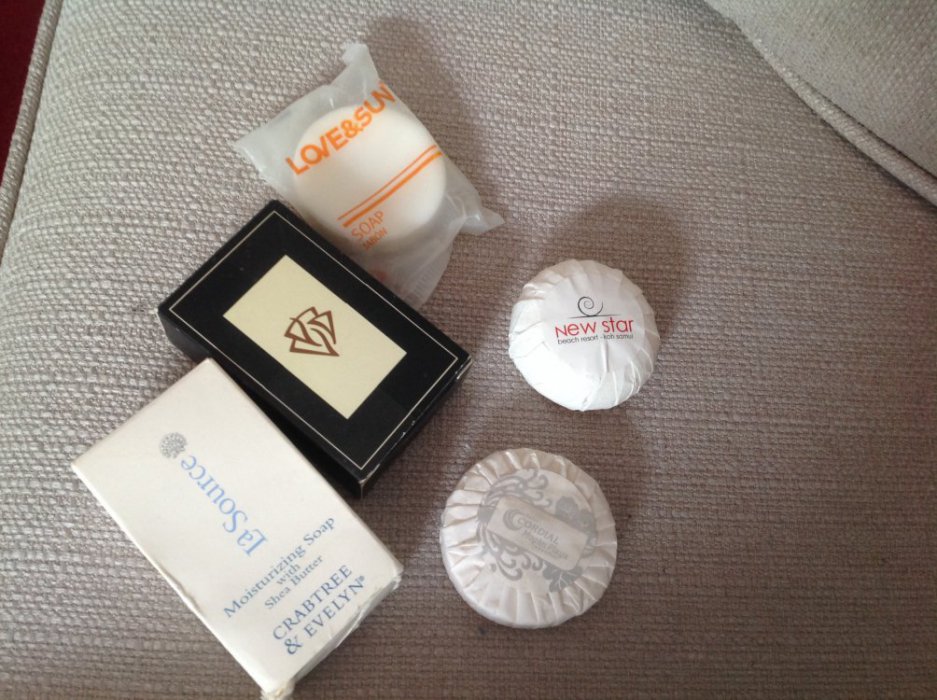 LOVE&SUN
SOAP
SABON
New star
beach resort - koh samui
La Source
Moisturizing Soap
with
Shea Butter
CRABTREE
& EVELYN®
CORDIAL